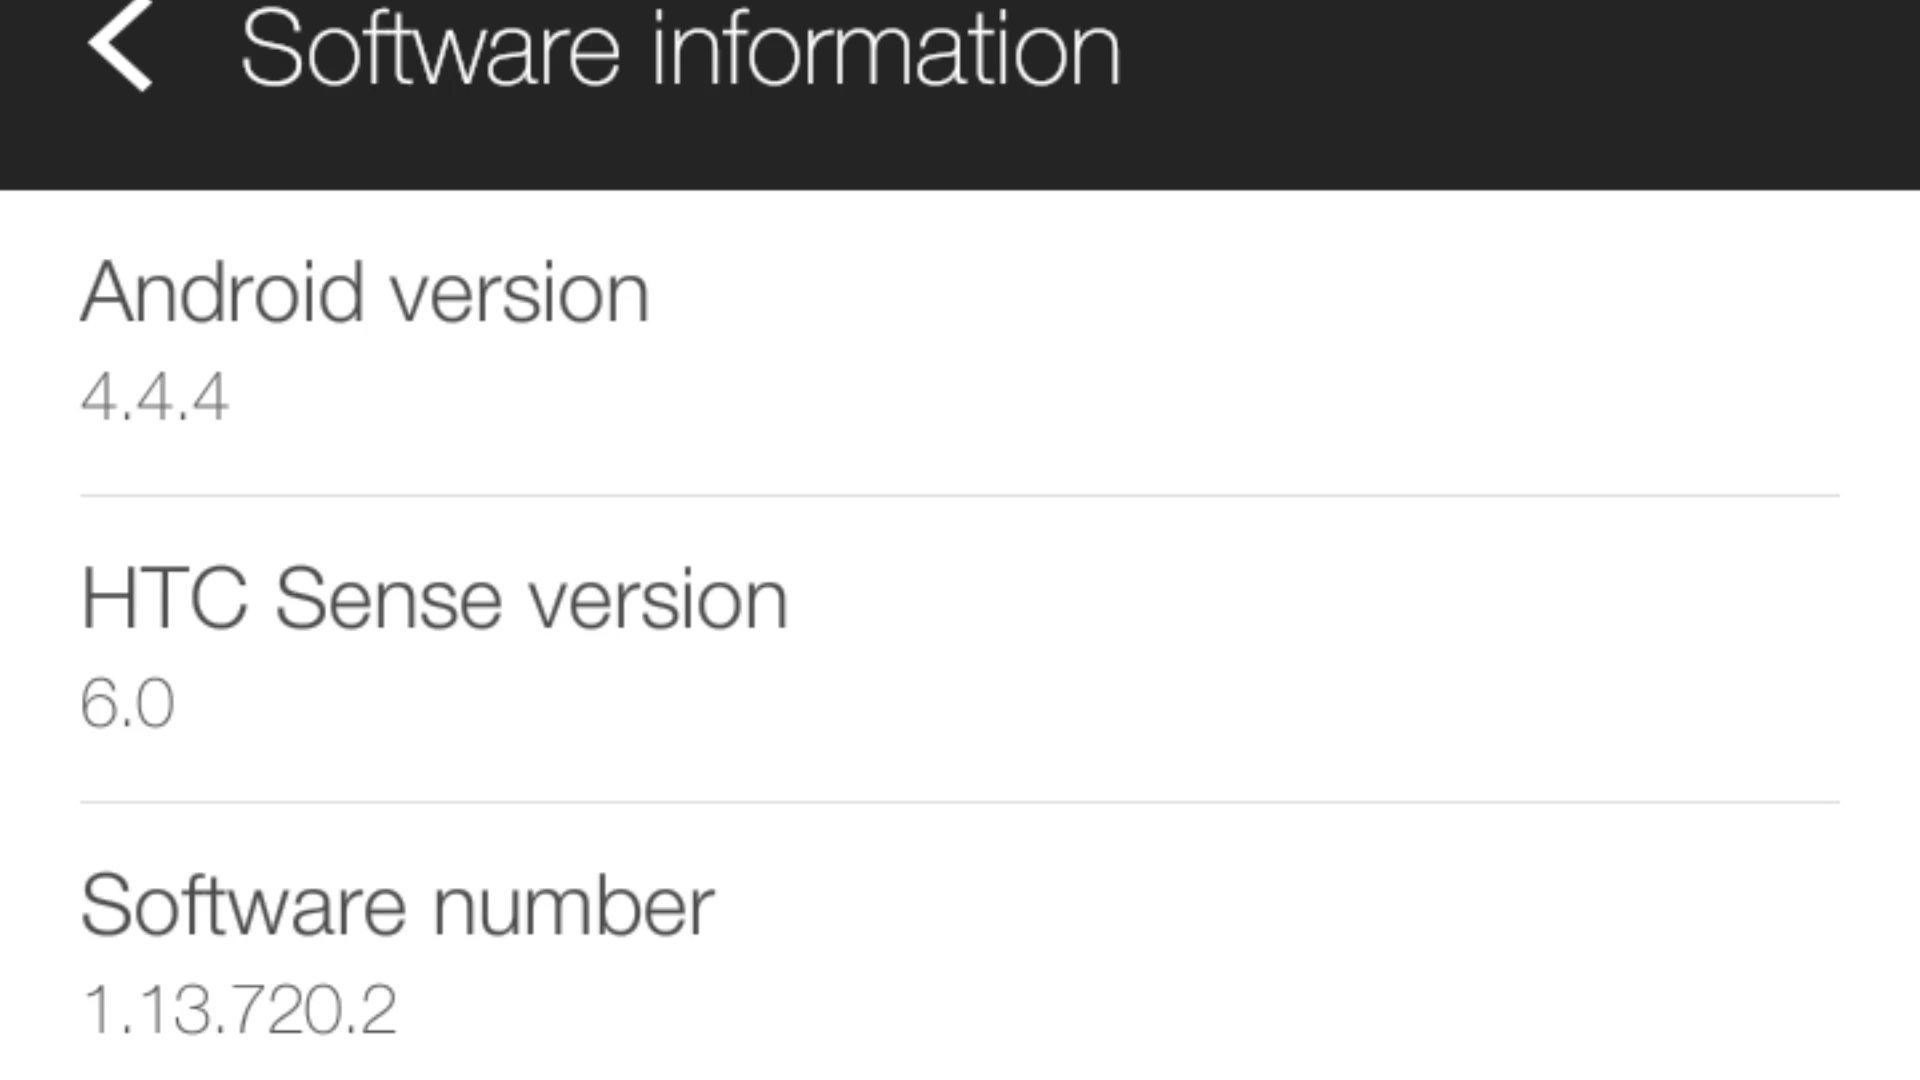 Software information
Android version
4.4.4
HTC Sense version
6.0
Software number
1.13.720.2